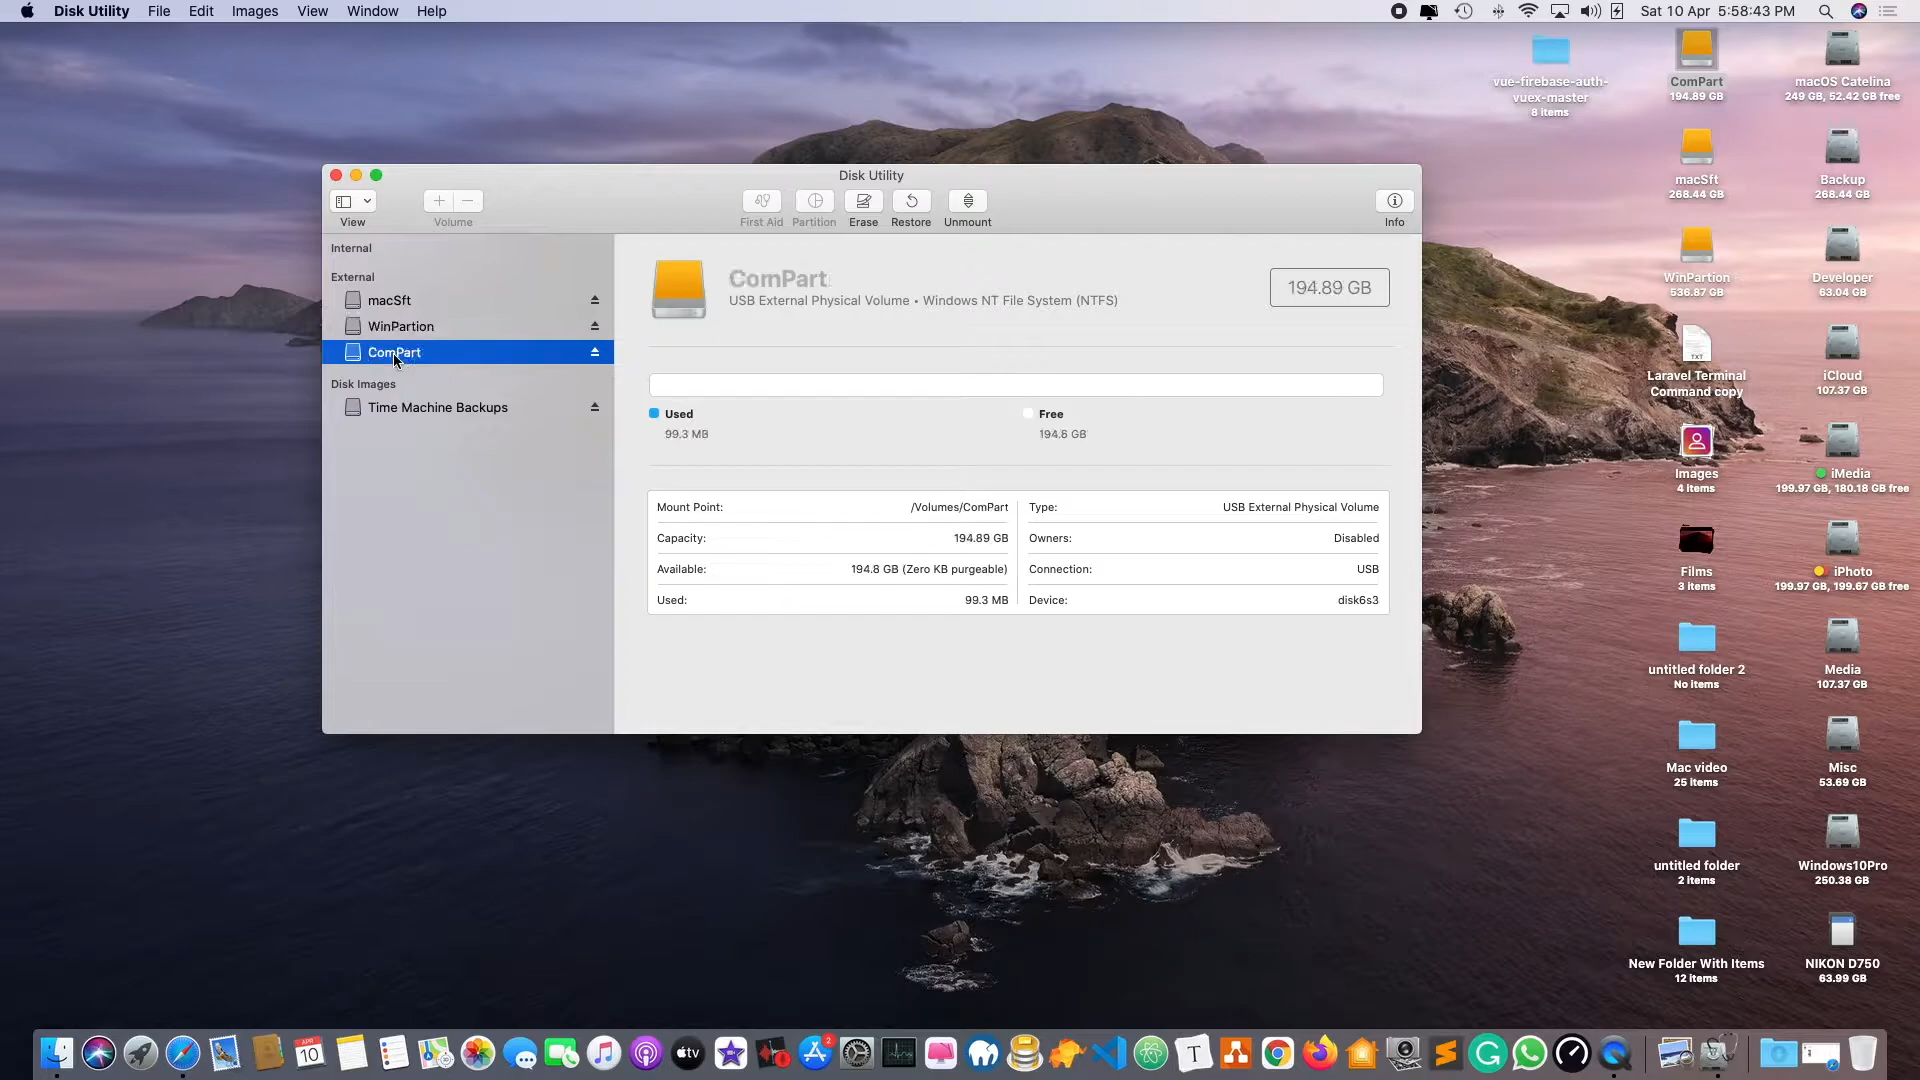 Disk Utility File Edit Images View Window Help
Sat 10 Apr 5:58:43 PM
Disk Utility
View
Volume
First Aid Partition Erase Restore Unmount
Info
Internal
External
macSft
WinPartion
ComPart
Disk Images
Time Machine Backups
ComPart
USB External Physical Volume • Windows NT File System (NTFS)
194.89 GB
Used
99.3 MB
Free
194.8 GB
Mount Point: /Volumes/ComPart
Capacity: 194.89 GB
Available: 194.8 GB (Zero KB purgeable)
Used: 99.3 MB
Type: USB External Physical Volume
Owners: Disabled
Connection: USB
Device: disk6s3
vue-firebase-auth-
vuex-master
8 items
ComPart
194.89 GB
macOS Catelina
249 GB, 52.42 GB free
macSft
268.44 GB
Backup
268.44 GB
WinPartion
536.87 GB
Developer
63.04 GB
TXT
Laravel Terminal
Command copy
iCloud
107.37 GB
Images
4 items
iMedia
199.97 GB, 180.18 GB free
Films
3 items
iPhoto
199.97 GB, 199.67 GB free
untitled folder 2
No items
Media
107.37 GB
Mac video
25 items
Misc
53.69 GB
untitled folder
2 items
Windows10Pro
250.38 GB
New Folder With Items
12 items
NIKON D750
63.99 GB
APR
10
tv
2
T